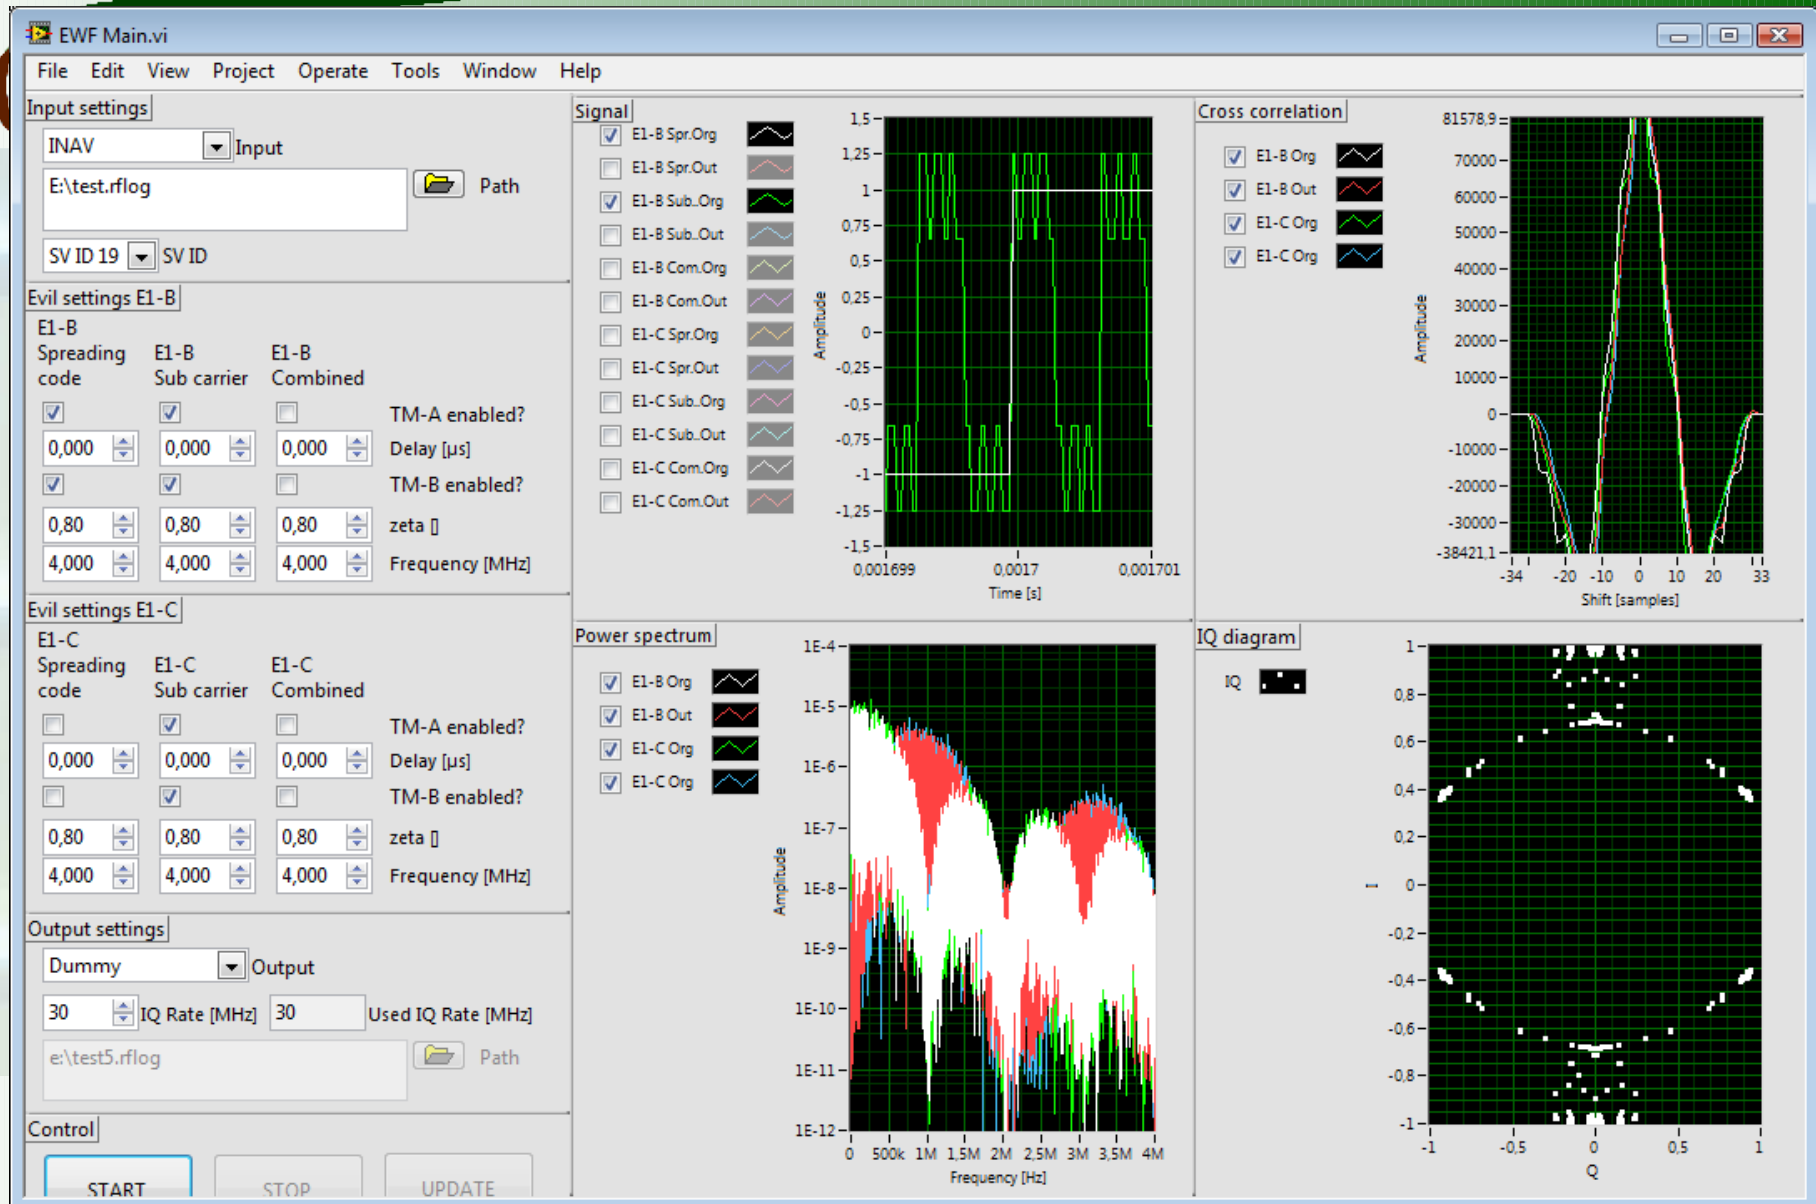 EWF Main.vi
File Edit View Project Operate Tools Window Help
Input settings
INAV Input
E:\test.rflog Path
SV ID 19 SV ID
Evil settings E1-B
E1-B
Spreading E1-B E1-B
code Sub carrier Combined
TM-A enabled?
0,000 0,000 0,000 Delay [µs]
TM-B enabled?
0,80 0,80 0,80 zeta []
4,000 4,000 4,000 Frequency [MHz]
Evil settings E1-C
E1-C
Spreading E1-C E1-C
code Sub carrier Combined
TM-A enabled?
0,000 0,000 0,000 Delay [µs]
TM-B enabled?
0,80 0,80 0,80 zeta []
4,000 4,000 4,000 Frequency [MHz]
Output settings
Dummy Output
30 IQ Rate [MHz] 30 Used IQ Rate [MHz]
e:\test5.rflog Path
Control
START STOP UPDATE
Signal
E1-B Spr.Org
E1-B Spr.Out
E1-B Sub..Org
E1-B Sub..Out
E1-B Com.Org
E1-B Com.Out
E1-C Spr.Org
E1-C Spr.Out
E1-C Sub..Org
E1-C Sub..Out
E1-C Com.Org
E1-C Com.Out
Amplitude
1,5
1,25
1
0,75
0,5
0,25
0
-0,25
-0,5
-0,75
-1
-1,25
-1,5
0,001699 0,0017 0,001701
Time [s]
Cross correlation
E1-B Org
E1-B Out
E1-C Org
E1-C Org
Amplitude
81578,9
70000
60000
50000
40000
30000
20000
10000
0
-10000
-20000
-30000
-38421,1
-34 -20 -10 0 10 20 33
Shift [samples]
Power spectrum
E1-B Org
E1-B Out
E1-C Org
E1-C Org
Amplitude
1E-4
1E-5
1E-6
1E-7
1E-8
1E-9
1E-10
1E-11
1E-12
0 500k 1M 1,5M 2M 2,5M 3M 3,5M 4M
Frequency [Hz]
IQ diagram
IQ
I
1
0,8
0,6
0,4
0,2
0
-0,2
-0,4
-0,6
-0,8
-1
-1 -0,5 0 0,5 1
Q